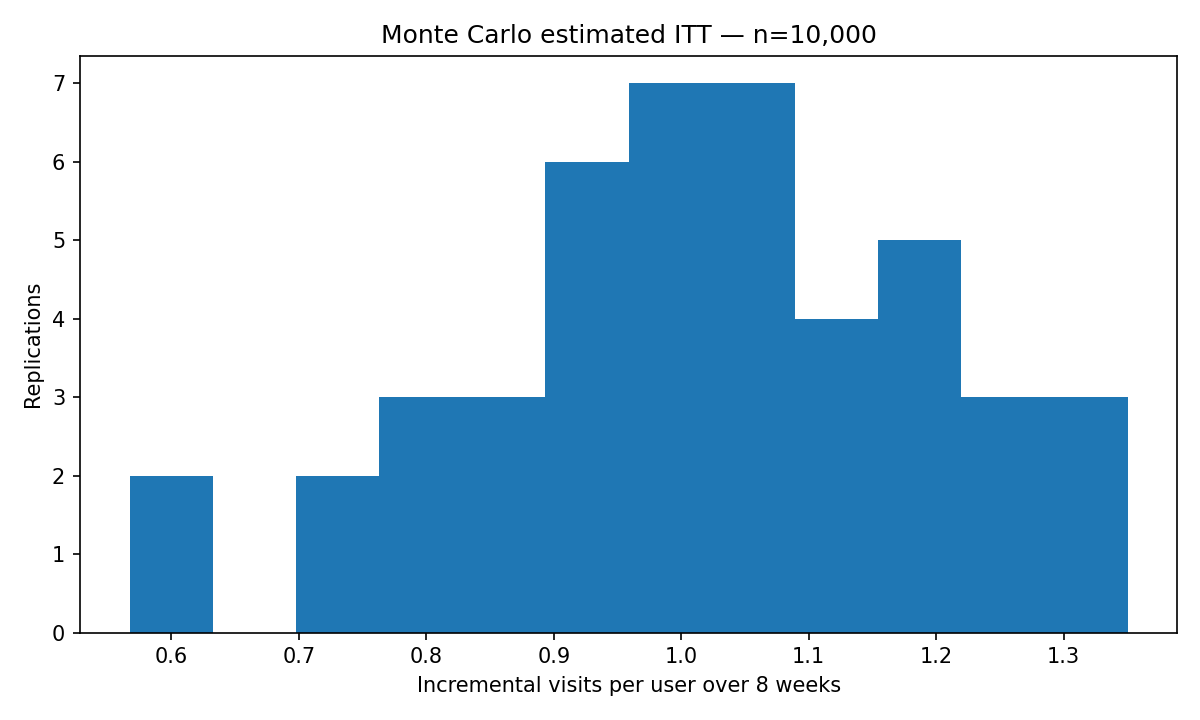 Monte Carlo estimated ITT — n=10,000
Replications
7
6
5
4
3
2
1
0
0.6 0.7 0.8 0.9 1.0 1.1 1.2 1.3
Incremental visits per user over 8 weeks